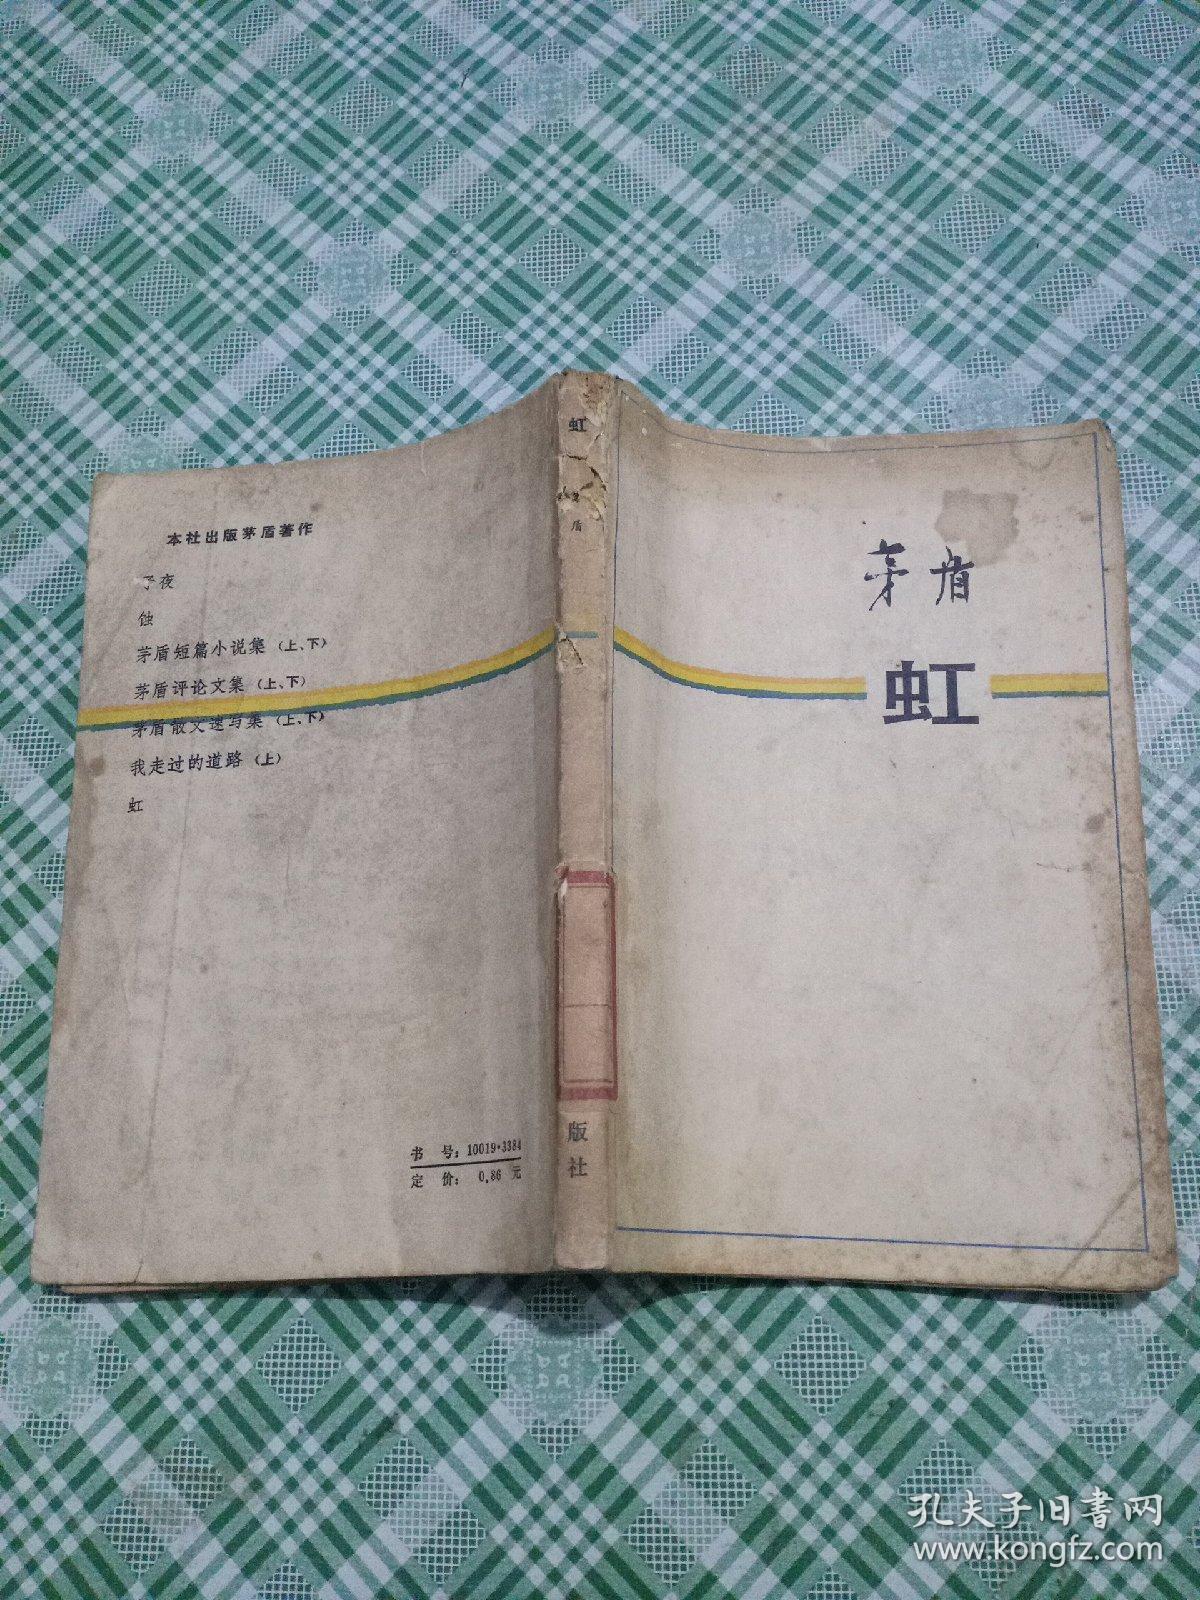 本社出版茅盾著作
子夜
蚀
茅盾短篇小说集（上、下）
茅盾评论文集（上、下）
茅盾散文速写集（上、下）
我走过的道路（上）
虹
书 号：10019·3384
定 价： 0.86 元
虹
茅盾
版社
茅盾
虹
孔夫子旧書网
www.kongfz.com